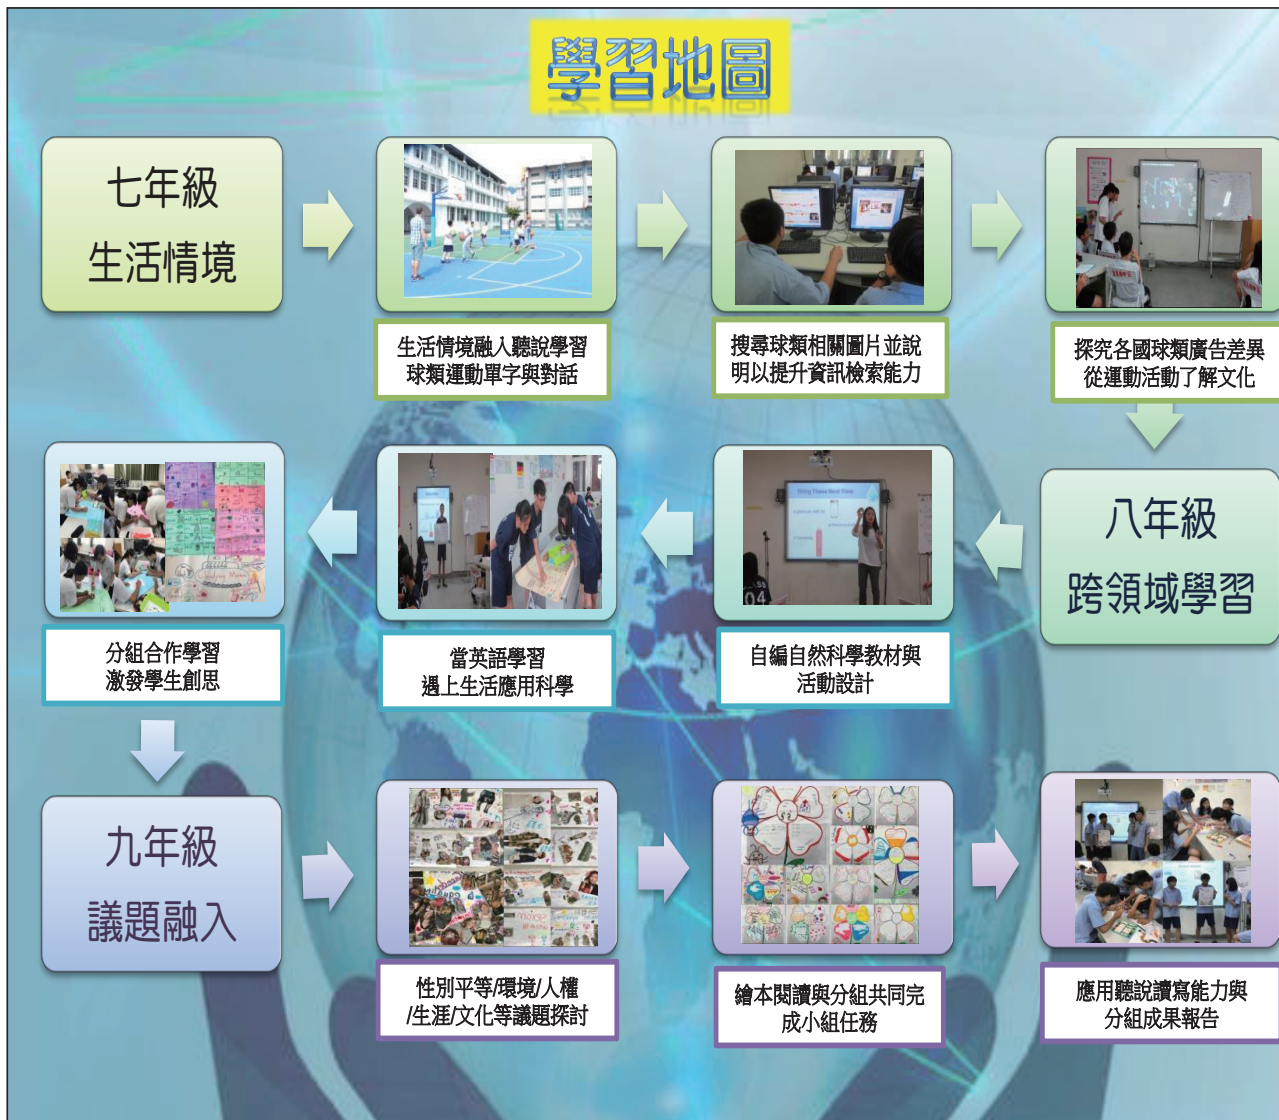 學習地圖
七年級
生活情境
生活情境融入聽說學習
球類運動單字與對話
搜尋球類相關圖片並說
明以提升資訊檢索能力
探究各國球類廣告差異
從運動活動了解文化
八年級
跨領域學習
自編自然科學教材與
活動設計
當英語學習
遇上生活應用科學
分組合作學習
激發學生創思
九年級
議題融入
性別平等/環境/人權
/生涯/文化等議題探討
繪本閱讀與分組共同完
成小組任務
應用聽說讀寫能力與
分組成果報告